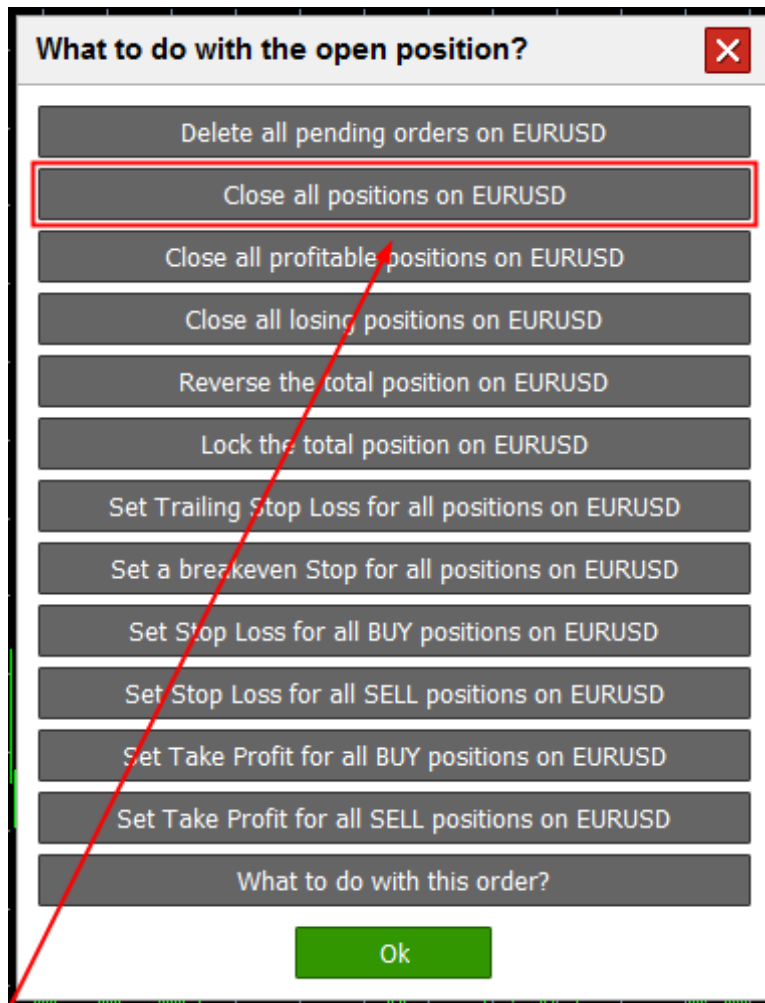 What to do with the open position?
Delete all pending orders on EURUSD
Close all positions on EURUSD
Close all profitable positions on EURUSD
Close all losing positions on EURUSD
Reverse the total position on EURUSD
Lock the total position on EURUSD
Set Trailing Stop Loss for all positions on EURUSD
Set a breakeven Stop for all positions on EURUSD
Set Stop Loss for all BUY positions on EURUSD
Set Stop Loss for all SELL positions on EURUSD
Set Take Profit for all BUY positions on EURUSD
Set Take Profit for all SELL positions on EURUSD
What to do with this order?
Ok